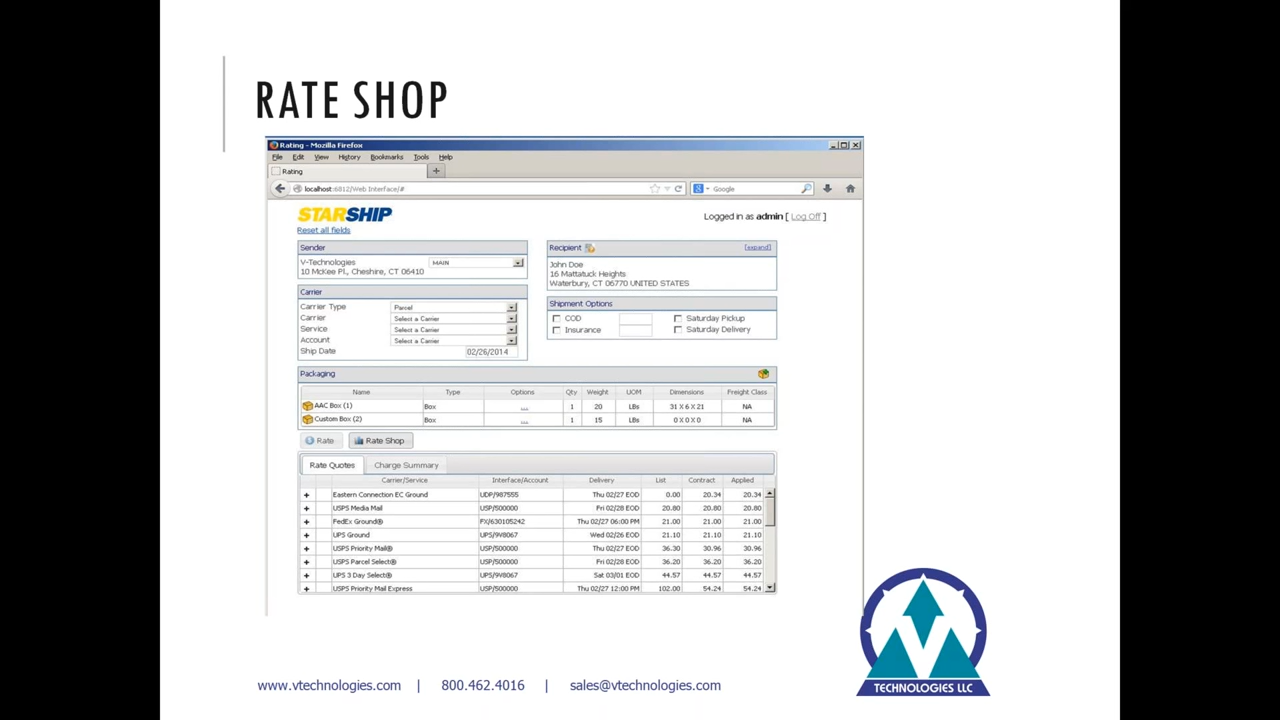 RATE SHOP
Rating - Mozilla Firefox
File Edit View History Bookmarks Tools Help
Rating
localhost:6812/Web Interface/#
Google
STARSHIP
Logged in as admin [ Log Off ]
Reset all fields
Sender
V-Technologies MAIN
10 McKee Pl., Cheshire, CT 06410
Recipient [expand]
John Doe
16 Mattatuck Heights
Waterbury, CT 06770 UNITED STATES
Carrier
Carrier Type Parcel
Carrier Select a Carrier
Service Select a Carrier
Account Select a Carrier
Ship Date 02/26/2014
Shipment Options
COD Saturday Pickup
Insurance Saturday Delivery
Packaging
Name Type Options Qty Weight UOM Dimensions Freight Class
AAC Box (1) Box ... 1 20 LBs 31 X 6 X 21 NA
Custom Box (2) Box ... 1 15 LBs 0 X 0 X 0 NA
Rate Rate Shop
Rate Quotes Charge Summary
Carrier/Service Interface/Account Delivery List Contract Applied
+ Eastern Connection EC Ground UDP/987555 Thu 02/27 EOD 0.00 20.34 20.34
+ USPS Media Mail USP/500000 Fri 02/28 EOD 20.80 20.80 20.80
+ FedEx Ground® FX/630105242 Thu 02/27 06:00 PM 21.00 21.00 21.00
+ UPS Ground UPS/9V8067 Wed 02/26 EOD 21.10 21.10 21.10
+ USPS Priority Mail® USP/500000 Thu 02/27 EOD 36.30 30.96 30.96
+ USPS Parcel Select® USP/500000 Fri 02/28 EOD 36.20 36.20 36.20
+ UPS 3 Day Select® UPS/9V8067 Sat 03/01 EOD 44.57 44.57 44.57
+ USPS Priority Mail Express USP/500000 Thu 02/27 12:00 PM 102.00 54.24 54.24
www.vtechnologies.com | 800.462.4016 | sales@vtechnologies.com
V
TECHNOLOGIES LLC